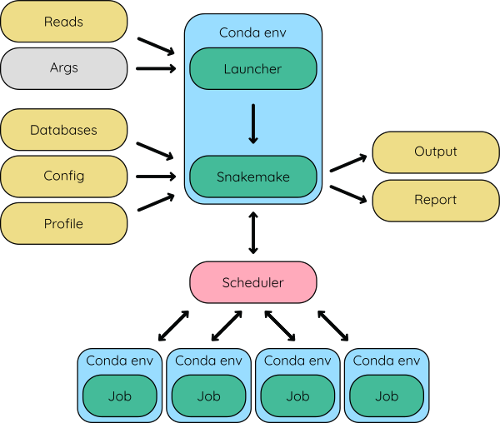 Reads
Args
Conda env
Launcher
Databases
Config
Profile
Snakemake
Output
Report
Scheduler
Conda env
Conda env
Conda env
Conda env
Job
Job
Job
Job